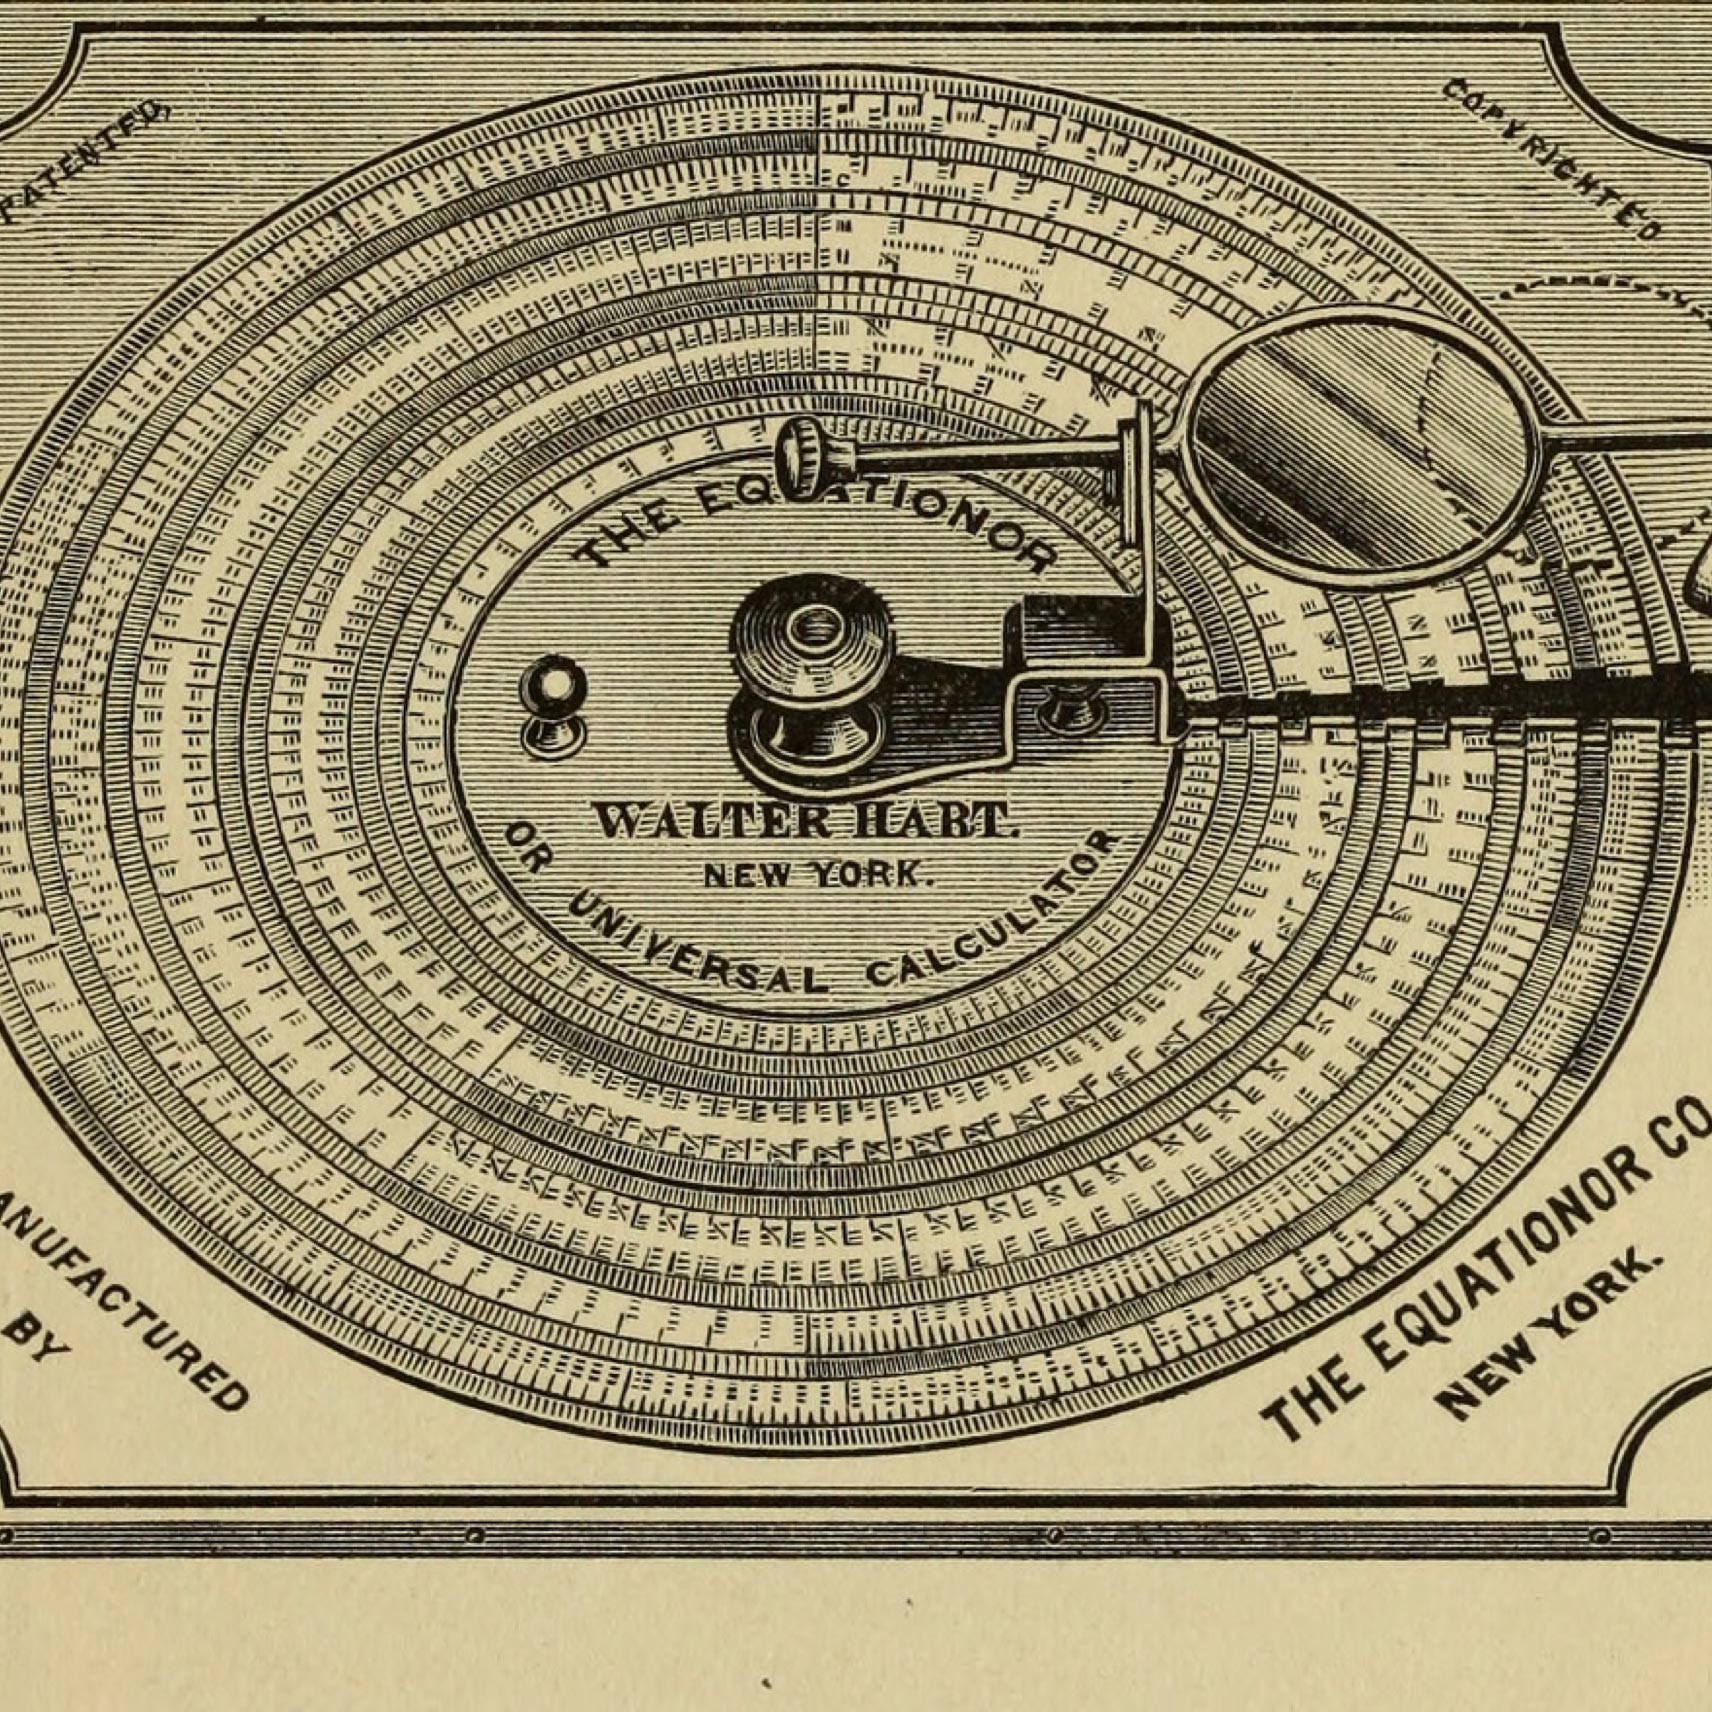 PATENTED,
COPYRIGHTED
THE EQUATIONOR
WALTER HART.
NEW YORK.
OR UNIVERSAL CALCULATOR
ANUFACTURED
BY
THE EQUATIONOR CO
NEW YORK.